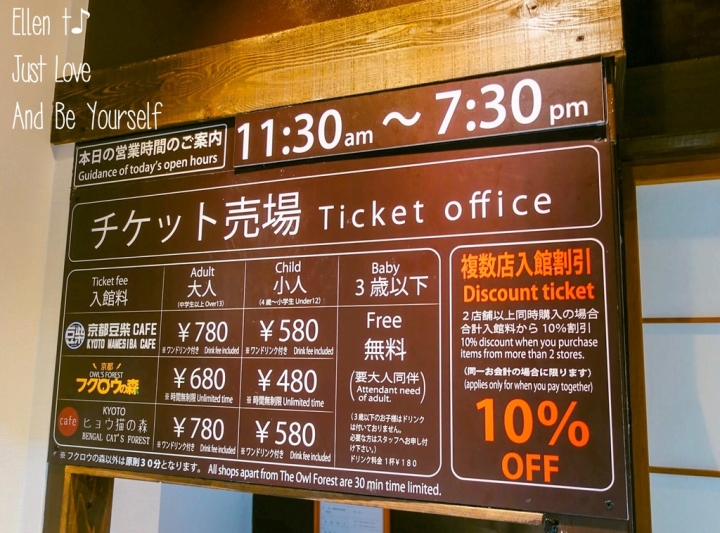 Ellen t♪
Just Love
And Be Yourself
本日の営業時間のご案内
Guidance of today's open hours
11:30am ～ 7:30pm
チケット売場 Ticket office
Ticket fee
入館料
Adult
大人
(中学生以上 Over13)
Child
小人
(4歳～小学生 Under12)
Baby
3歳以下
豆柴
京都豆柴CAFE
KYOTO MAMESIBA CAFE
￥780
※ワンドリンク付き Drink fee included
￥580
※ワンドリンク付き Drink fee included
京都
OWL'S FOREST
フクロウの森
￥680
※時間無制限 Unlimited time
￥480
※時間無制限 Unlimited time
cafe
KYOTO
ヒョウ猫の森
BENGAL CAT'S FOREST
￥780
※ワンドリンク付き Drink fee included
￥580
※ワンドリンク付き Drink fee included
Free
無料
(要大人同伴)
(Attendant need
of adult.)
(3歳以下のお子様はドリンク
は付いておりません。
必要な方はスタッフへお申し付
け下さい。)
ドリンク料金 1杯￥180
複数店入館割引
Discount ticket
2店舗以上同時購入の場合
合計入館料から10%割引
10% discount when you purchase
items from more than 2 stores.
(同一お会計の場合に限ります)
(applies only for when you pay together)
10%
OFF
※フクロウの森以外は原則30分となります。 All shops apart from The Owl Forest are 30 min time limited.